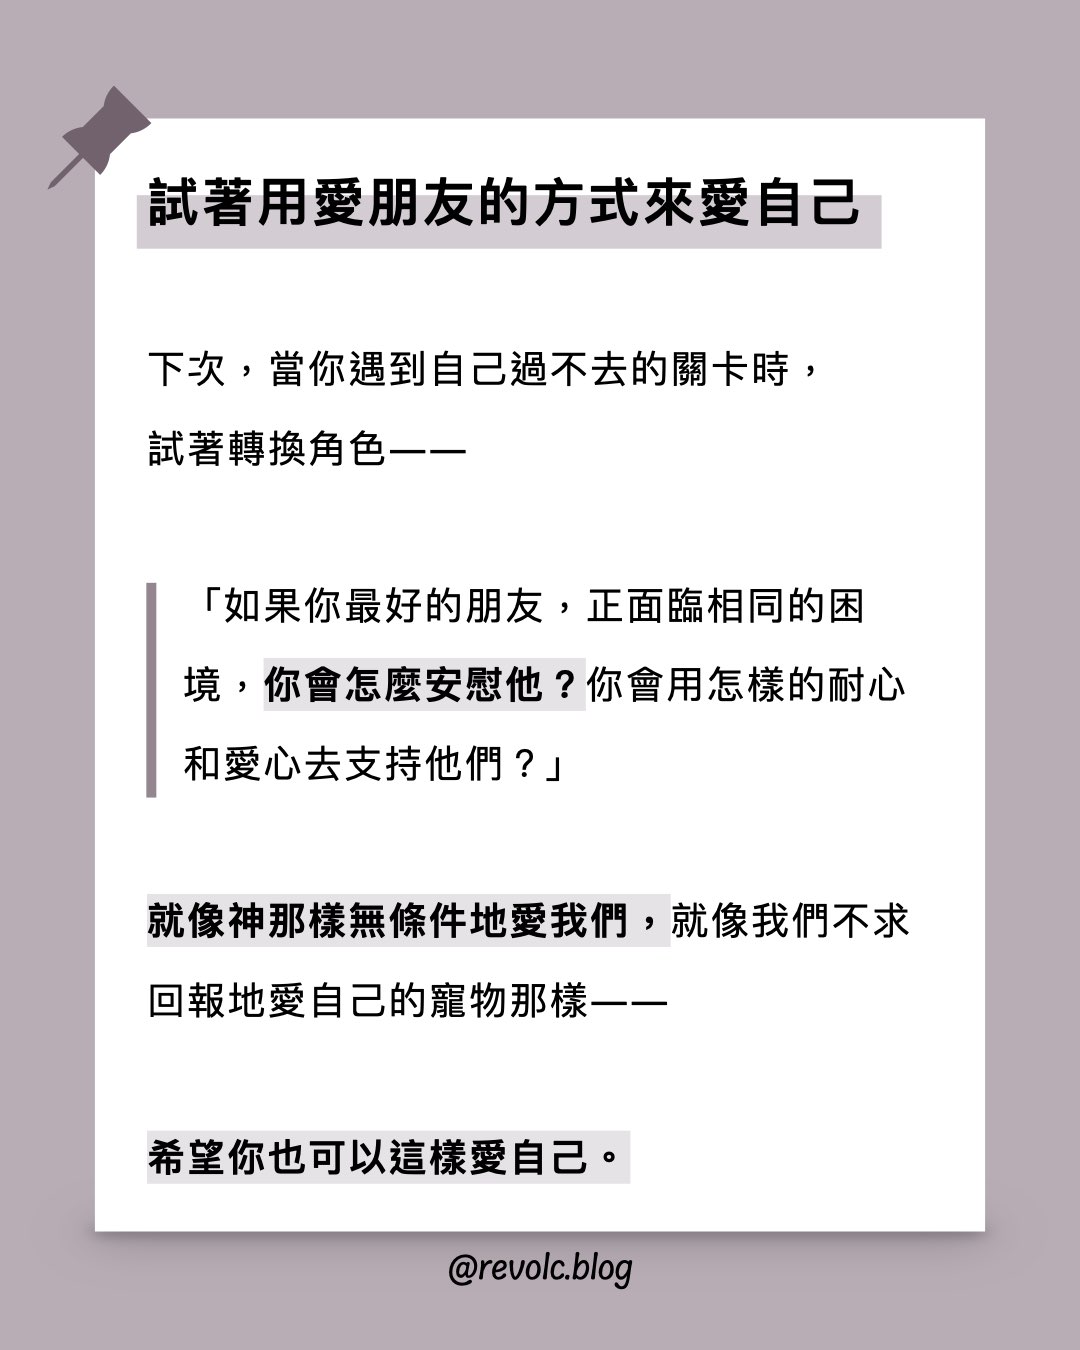 試著用愛朋友的方式來愛自己
下次，當你遇到自己過不去的關卡時，
試著轉換角色——
「如果你最好的朋友，正面臨相同的困
境，你會怎麼安慰他？你會用怎樣的耐心
和愛心去支持他們？」
就像神那樣無條件地愛我們，就像我們不求
回報地愛自己的寵物那樣——
希望你也可以這樣愛自己。
@revolc.blog